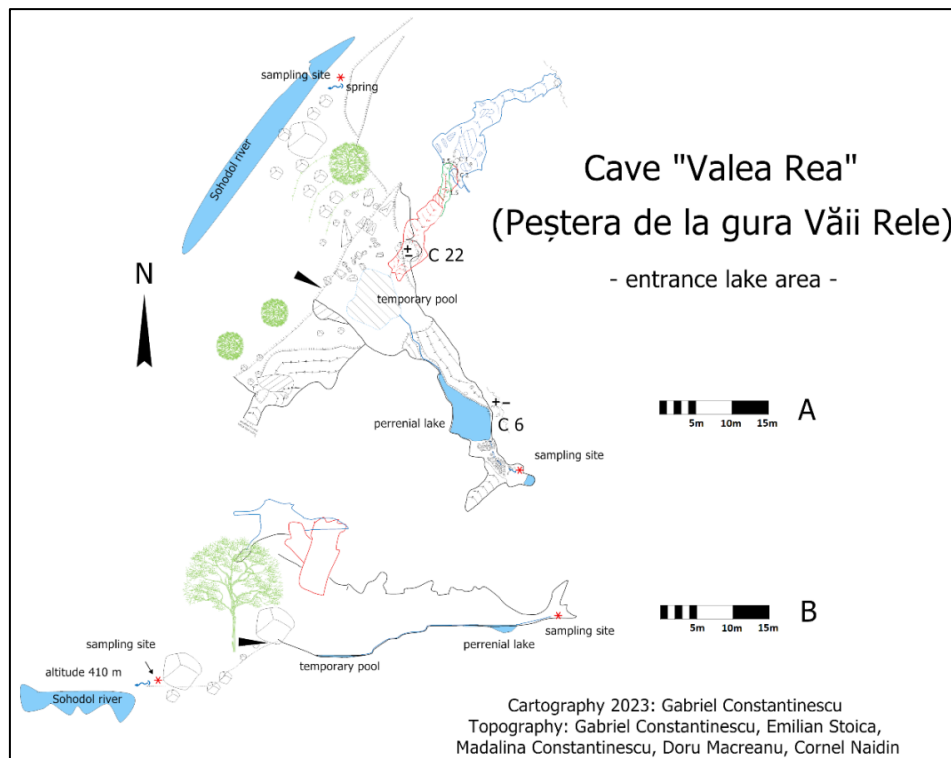 sampling site
spring
Sohodol river
Cave "Valea Rea"
(Peștera de la gura Văii Rele)
- entrance lake area -
N
+
−
C 22
temporary pool
+ −
C 6
perrenial lake
sampling site
5m 10m 15m
A
sampling site
altitude 410 m
Sohodol river
temporary pool
perrenial lake
sampling site
5m 10m 15m
B
Cartography 2023: Gabriel Constantinescu
Topography: Gabriel Constantinescu, Emilian Stoica,
Madalina Constantinescu, Doru Macreanu, Cornel Naidin